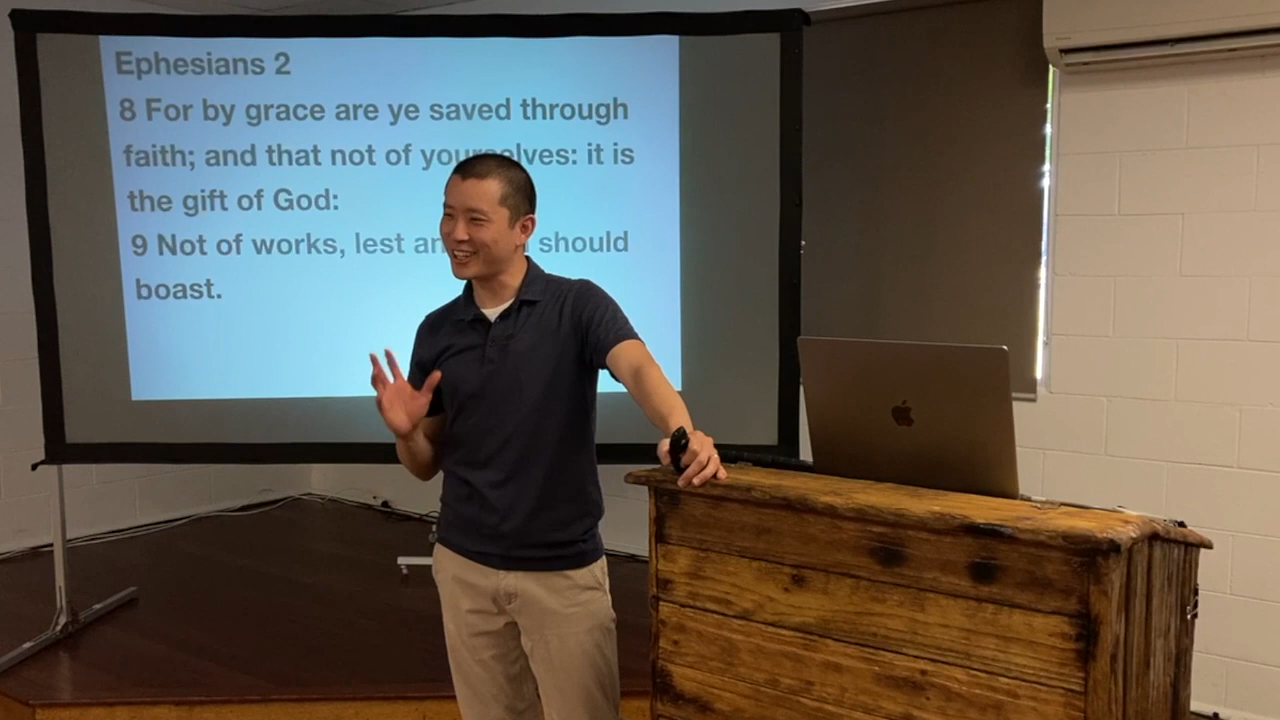 Ephesians 2
8 For by grace are ye saved through
faith; and that not of yourselves: it is
the gift of God:
9 Not of works, lest should
boast.